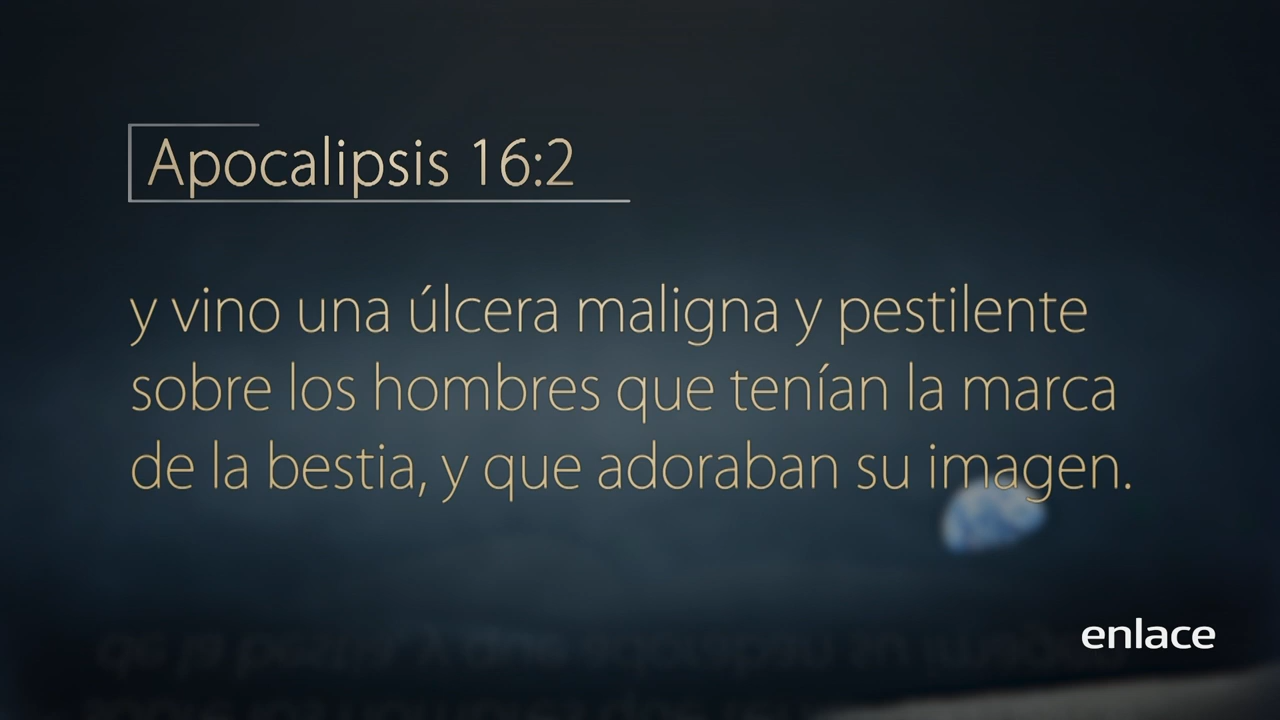 Apocalipsis 16:2
y vino una úlcera maligna y pestilente
sobre los hombres que tenían la marca
de la bestia, y que adoraban su imagen.
enlace